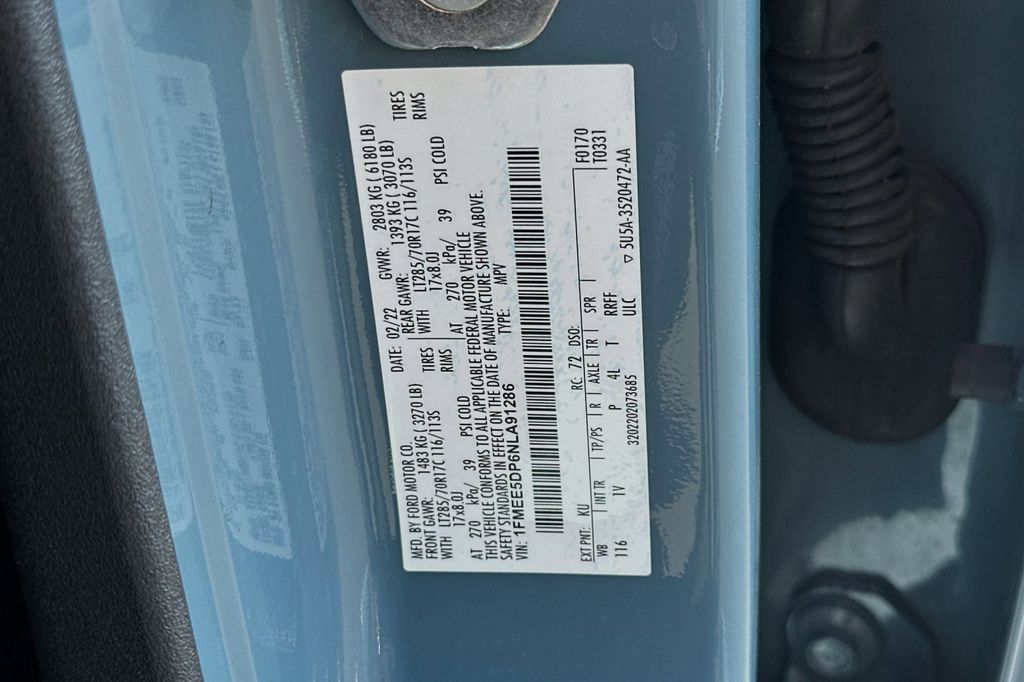 MFD. BY FORD MOTOR CO. DATE: 02/22 GVWR: 2803 KG ( 6180 LB)
FRONT GAWR: 1483 KG ( 3270 LB) REAR GAWR: 1393 KG ( 3070 LB)
WITH LT285/70R17C 116/113S TIRES WITH LT285/70R17C 116/113S TIRES
17x8.0J RIMS 17x8.0J RIMS
AT 270 kPa/ 39 PSI COLD AT 270 kPa/ 39 PSI COLD
THIS VEHICLE CONFORMS TO ALL APPLICABLE FEDERAL MOTOR VEHICLE
SAFETY STANDARDS IN EFFECT ON THE DATE OF MANUFACTURE SHOWN ABOVE.
VIN: 1FMEE5DP6NLA91286 TYPE: MPV
EXT PNT: KU RC: 72 DSO: F0170
WB INT TR TP/PS R AXLE TR SPR T0331
116 1V P 4L T RRFF
3202202073685 ULC ▽ 5U5A-3520472-AA